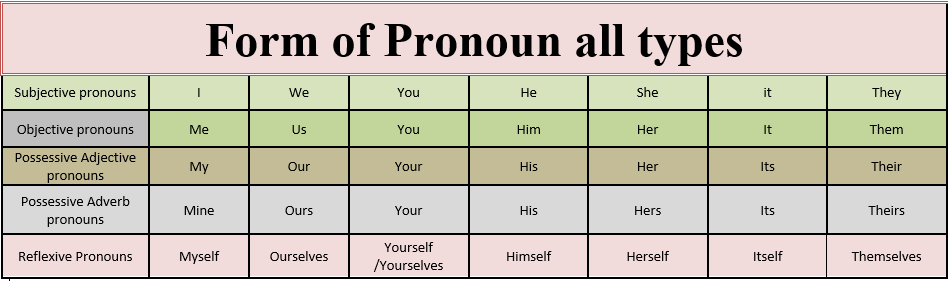 Form of Pronoun all types
Subjective pronouns I We You He She it They
Objective pronouns Me Us You Him Her It Them
Possessive Adjective
pronouns My Our Your His Her Its Their
Possessive Adverb
pronouns Mine Ours Your His Hers Its Theirs
Reflexive Pronouns Myself Ourselves Yourself
/Yourselves Himself Herself Itself Themselves